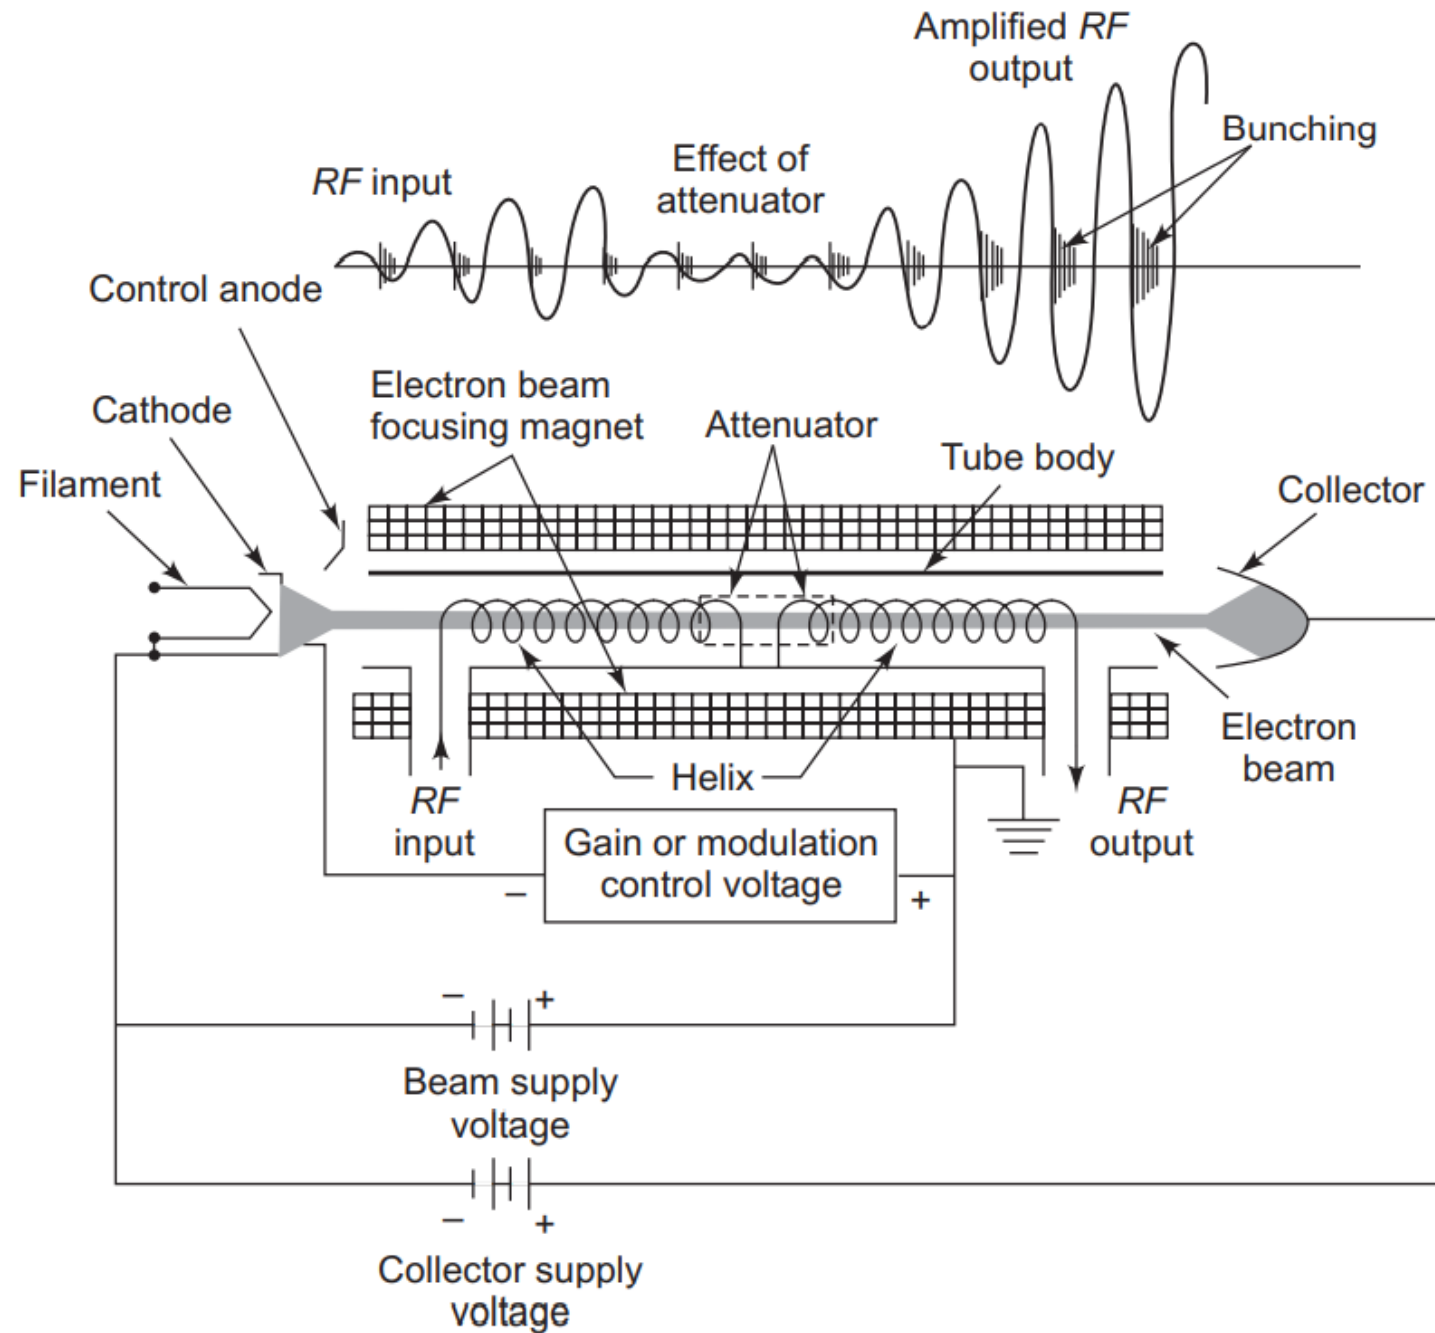 Amplified RF
output
Bunching
Effect of
attenuator
RF input
Control anode
Electron beam
focusing magnet
Cathode
Attenuator
Tube body
Filament
Collector
Electron
beam
Helix
RF
input
RF
output
Gain or modulation
control voltage
–
+
– +
Beam supply
voltage
– +
Collector supply
voltage